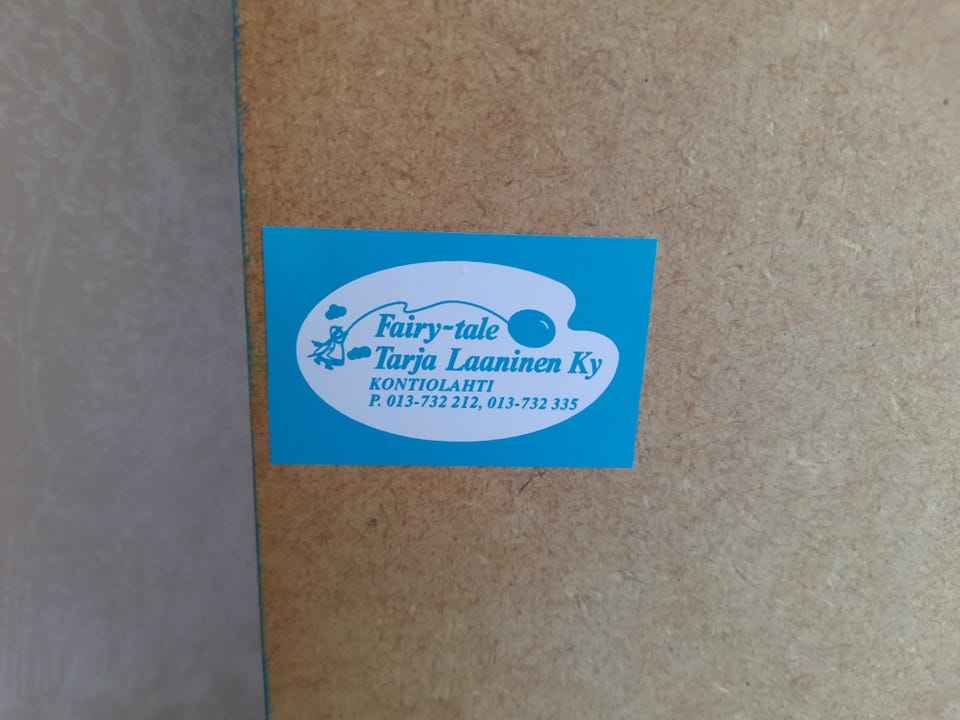 Fairy-tale
Tarja Laaninen Ky
KONTIOLAHTI
P. 013-732 212, 013-732 335